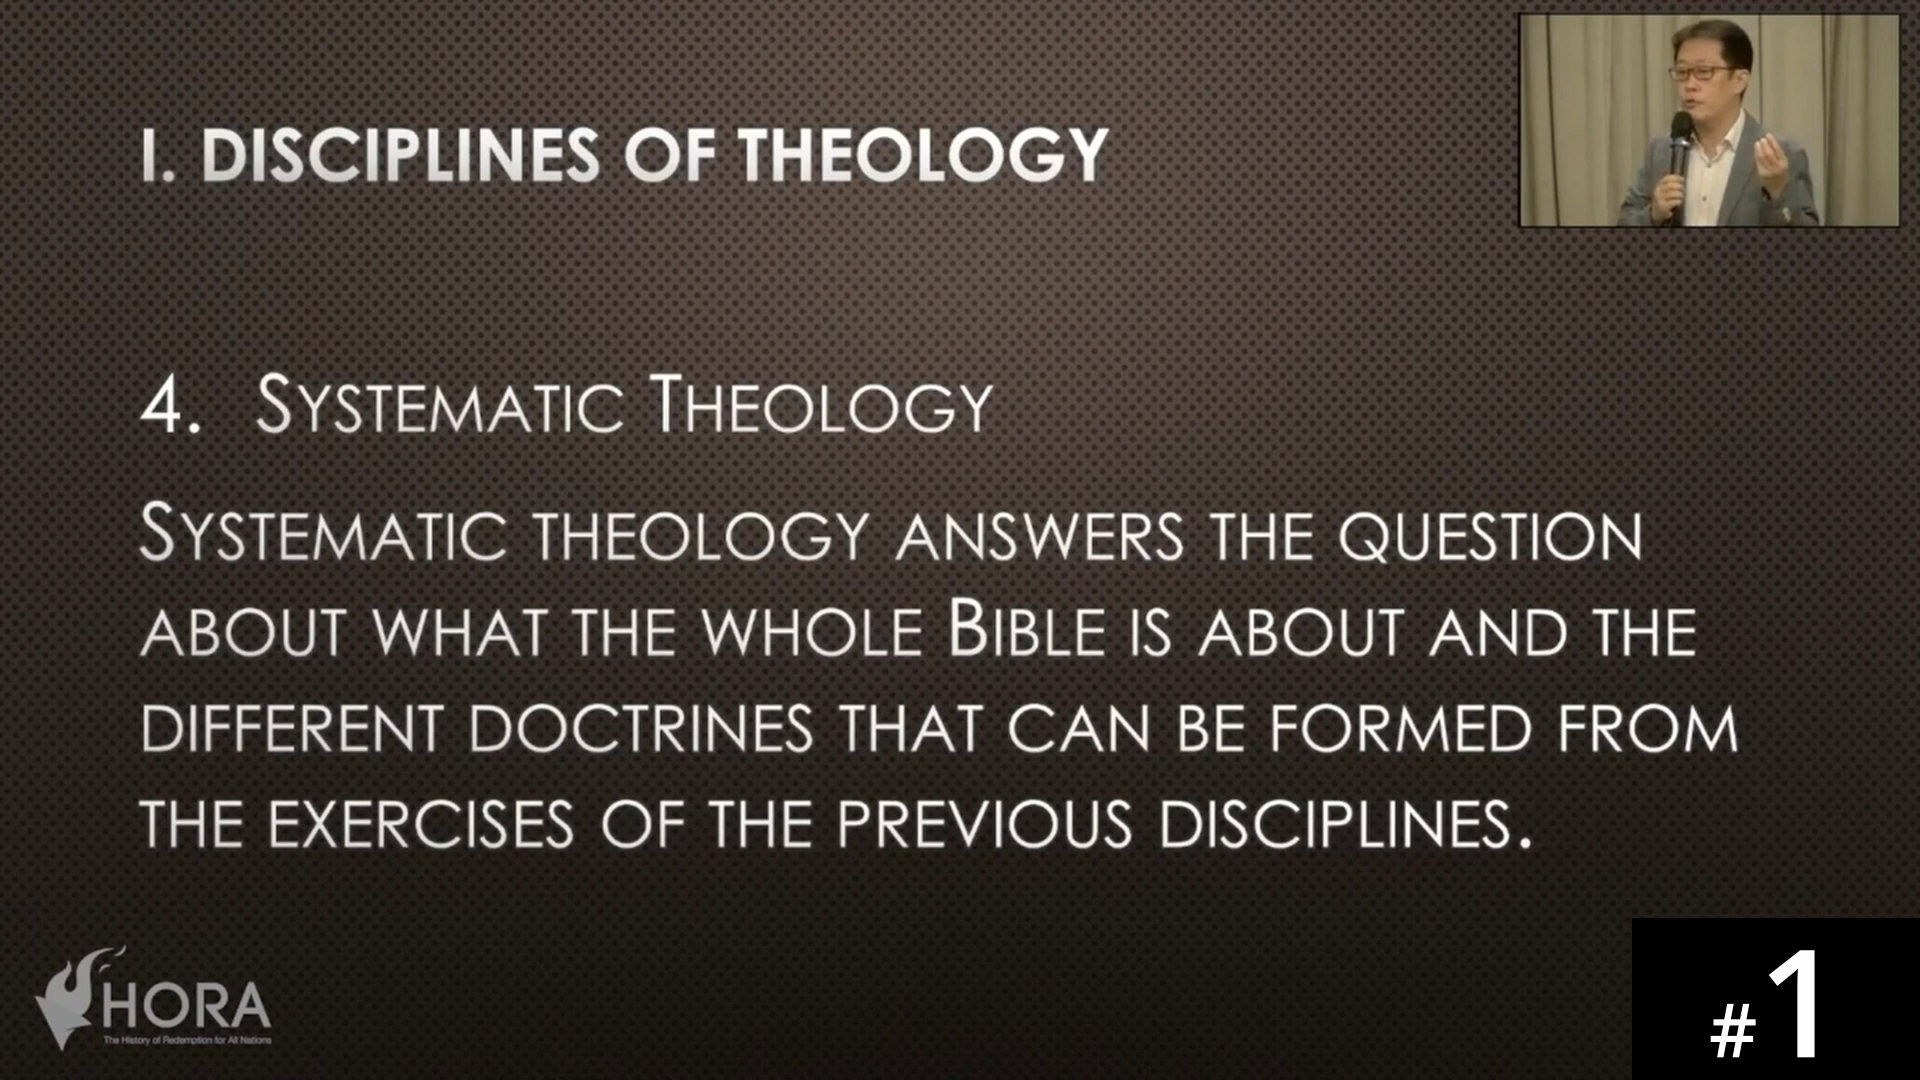 I. DISCIPLINES OF THEOLOGY
4. SYSTEMATIC THEOLOGY
SYSTEMATIC THEOLOGY ANSWERS THE QUESTION
ABOUT WHAT THE WHOLE BIBLE IS ABOUT AND THE
DIFFERENT DOCTRINES THAT CAN BE FORMED FROM
THE EXERCISES OF THE PREVIOUS DISCIPLINES.
HORA
The History of Redemption for All Nations
#1